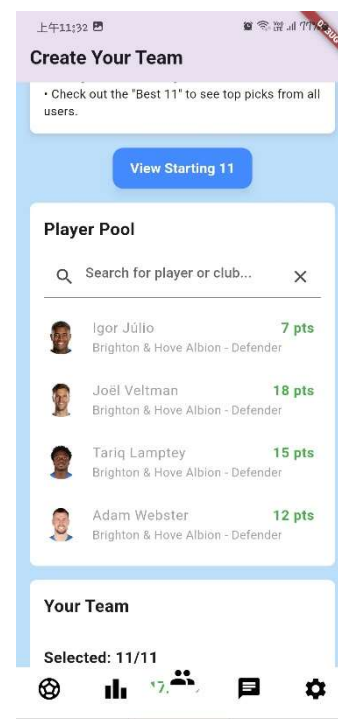 上午11:32
Create Your Team
• Check out the "Best 11" to see top picks from all
users.
View Starting 11
Player Pool
Search for player or club...
Igor Júlio
7 pts
Brighton & Hove Albion - Defender
Joël Veltman
18 pts
Brighton & Hove Albion - Defender
Tariq Lamptey
15 pts
Brighton & Hove Albion - Defender
Adam Webster
12 pts
Brighton & Hove Albion - Defender
Your Team
Selected: 11/11